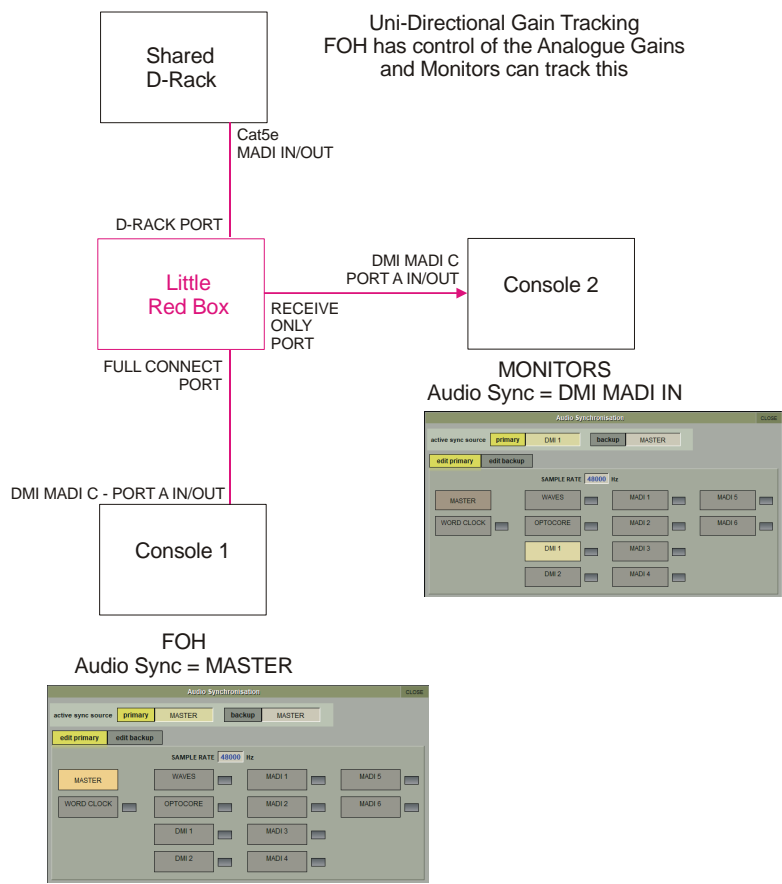 Uni-Directional Gain Tracking
FOH has control of the Analogue Gains
and Monitors can track this
Shared
D-Rack
Cat5e
MADI IN/OUT
D-RACK PORT
Little
Red Box
DMI MADI C
PORT A IN/OUT
Console 2
RECEIVE
ONLY
PORT
FULL CONNECT
PORT
MONITORS
Audio Sync = DMI MADI IN
Audio Synchronisation CLOSE
active sync source primary DMI 1 backup MASTER
edit primary edit backup
SAMPLE RATE 48000 Hz
MASTER WAVES MADI 1 MADI 5
WORD CLOCK OPTOCORE MADI 2 MADI 6
DMI 1 MADI 3
DMI 2 MADI 4
DMI MADI C - PORT A IN/OUT
Console 1
FOH
Audio Sync = MASTER
Audio Synchronisation CLOSE
active sync source primary MASTER backup MASTER
edit primary edit backup
SAMPLE RATE 48000 Hz
MASTER WAVES MADI 1 MADI 5
WORD CLOCK OPTOCORE MADI 2 MADI 6
DMI 1 MADI 3
DMI 2 MADI 4